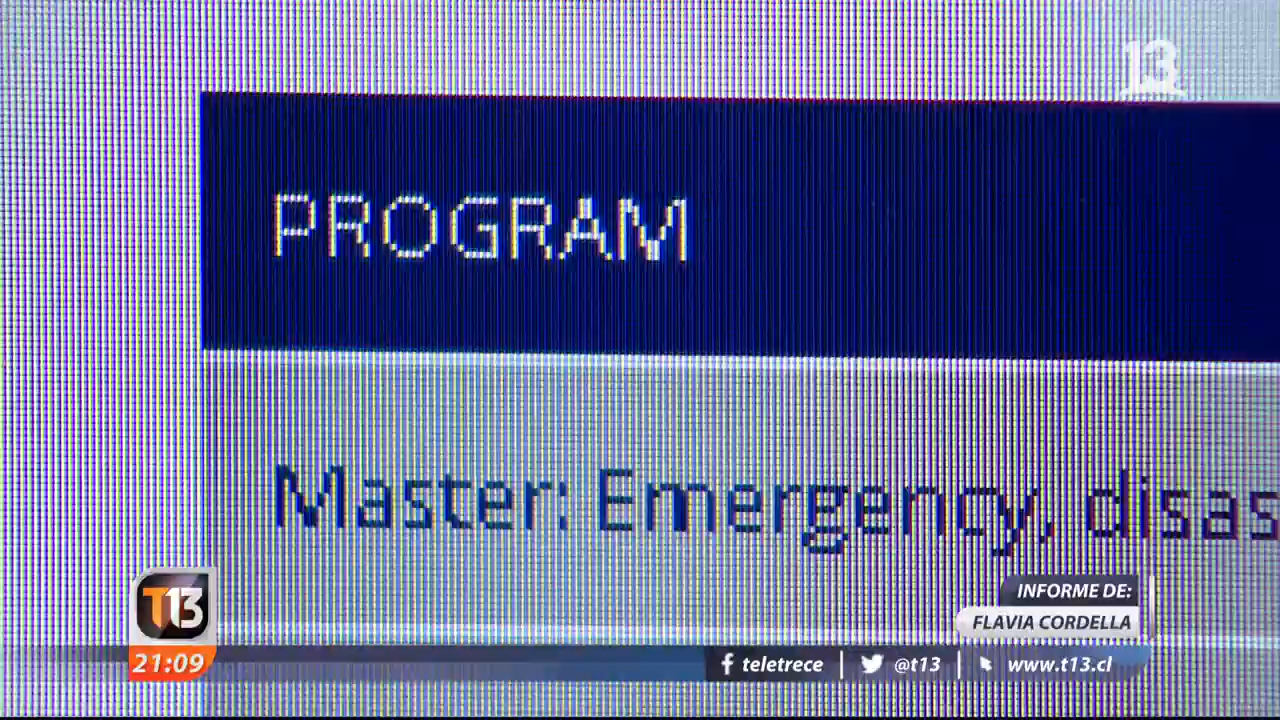 13
PROGRAM
Master: Emergency, disas
T13
INFORME DE:
FLAVIA CORDELLA
21:09
teletrece
@t13
www.t13.cl